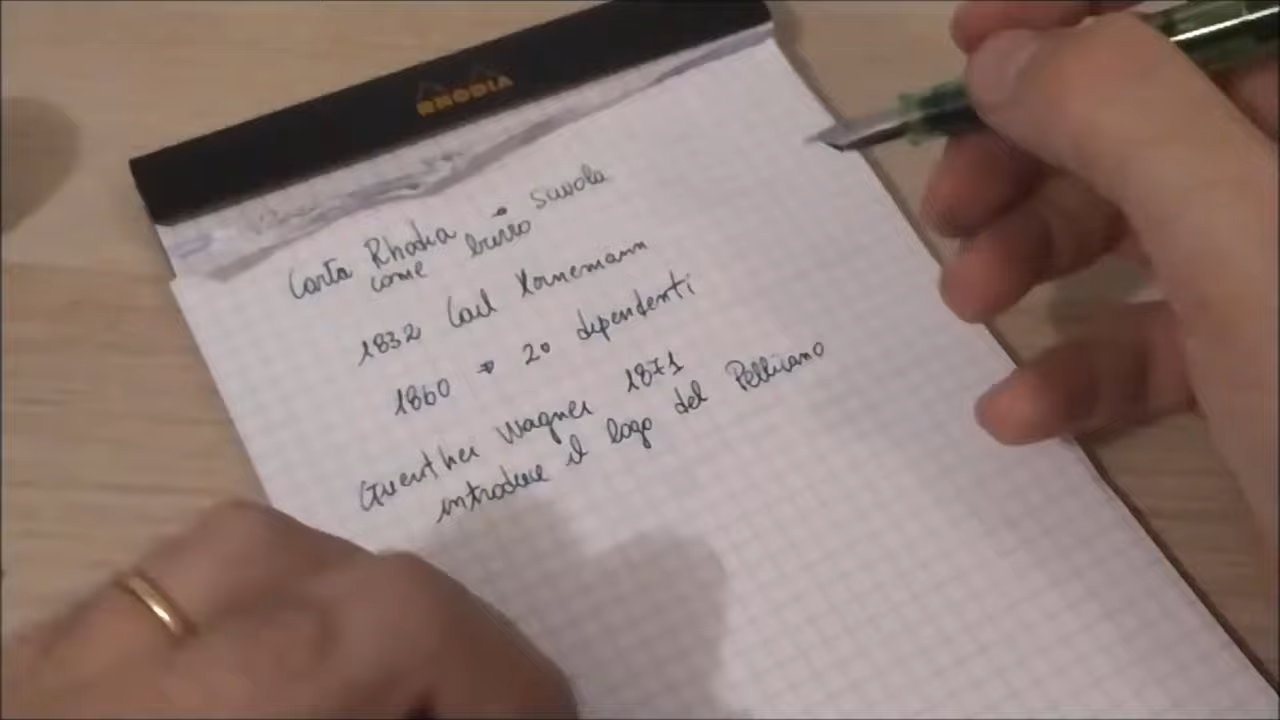 RHODIA
Carta Rhodia → scivola
come burro
1832 Carl Hornemann
1860 → 20 dipendenti
Guenther Wagner 1871
introduce il logo del Pellicano